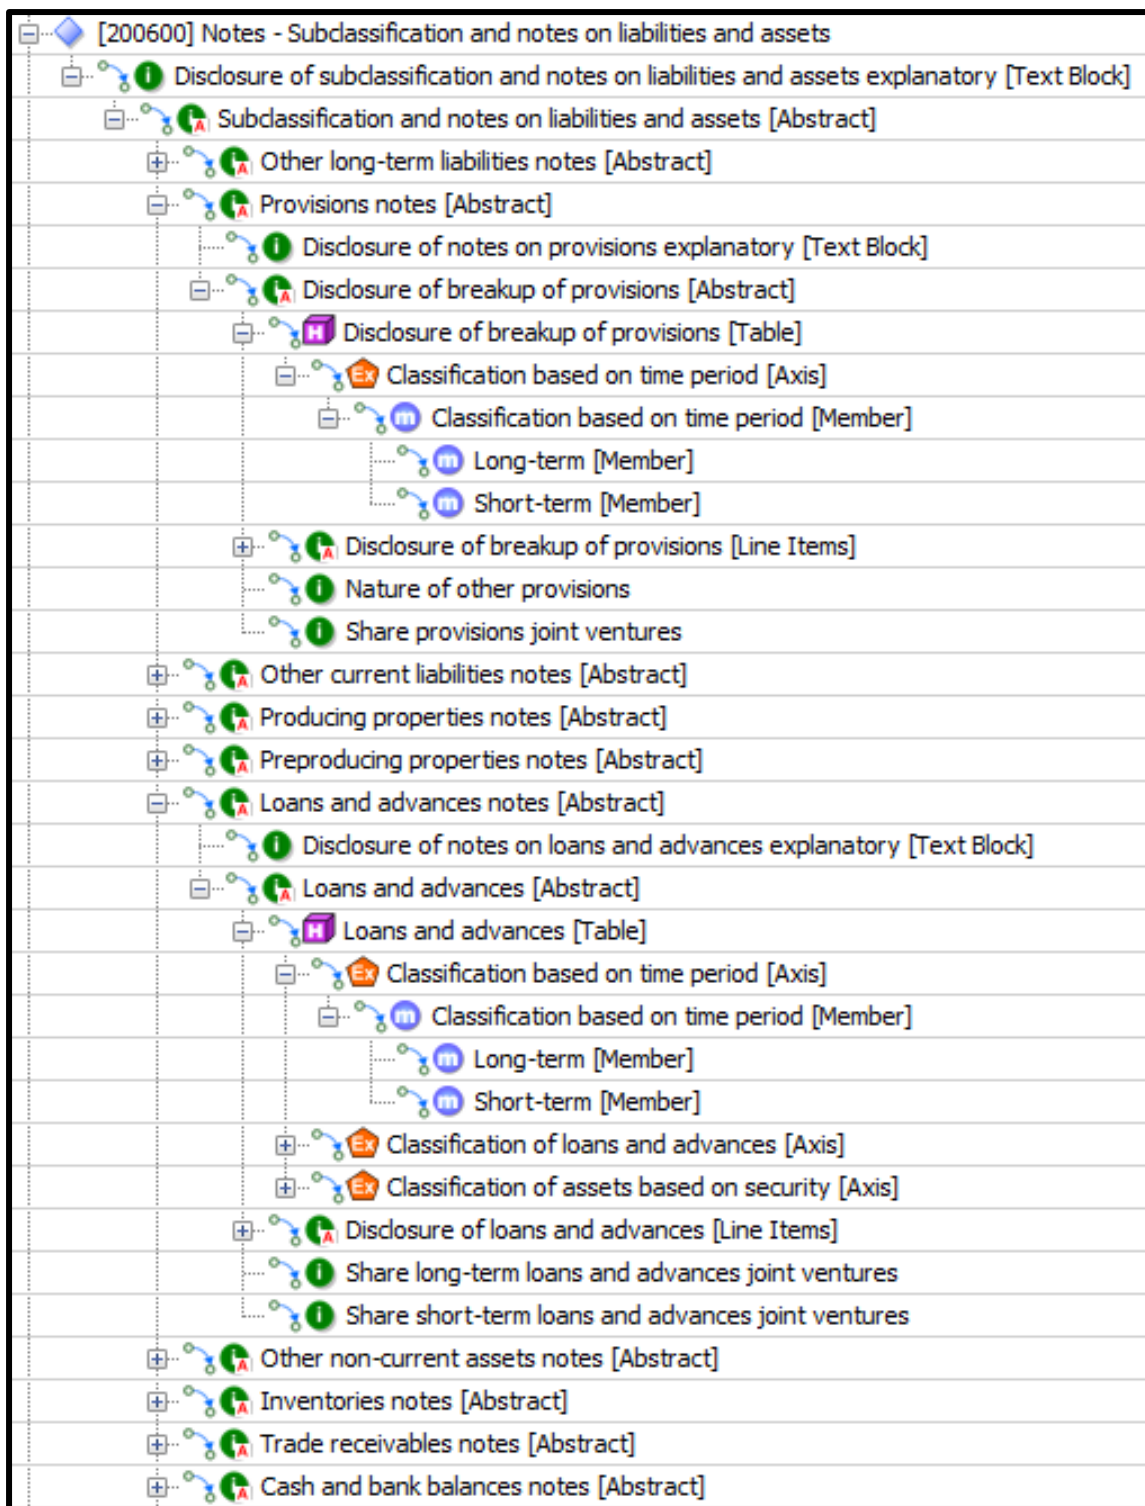 [200600] Notes - Subclassification and notes on liabilities and assets
Disclosure of subclassification and notes on liabilities and assets explanatory [Text Block]
Subclassification and notes on liabilities and assets [Abstract]
Other long-term liabilities notes [Abstract]
Provisions notes [Abstract]
Disclosure of notes on provisions explanatory [Text Block]
Disclosure of breakup of provisions [Abstract]
Disclosure of breakup of provisions [Table]
Classification based on time period [Axis]
Classification based on time period [Member]
Long-term [Member]
Short-term [Member]
Disclosure of breakup of provisions [Line Items]
Nature of other provisions
Share provisions joint ventures
Other current liabilities notes [Abstract]
Producing properties notes [Abstract]
Preproducing properties notes [Abstract]
Loans and advances notes [Abstract]
Disclosure of notes on loans and advances explanatory [Text Block]
Loans and advances [Abstract]
Loans and advances [Table]
Classification based on time period [Axis]
Classification based on time period [Member]
Long-term [Member]
Short-term [Member]
Classification of loans and advances [Axis]
Classification of assets based on security [Axis]
Disclosure of loans and advances [Line Items]
Share long-term loans and advances joint ventures
Share short-term loans and advances joint ventures
Other non-current assets notes [Abstract]
Inventories notes [Abstract]
Trade receivables notes [Abstract]
Cash and bank balances notes [Abstract]